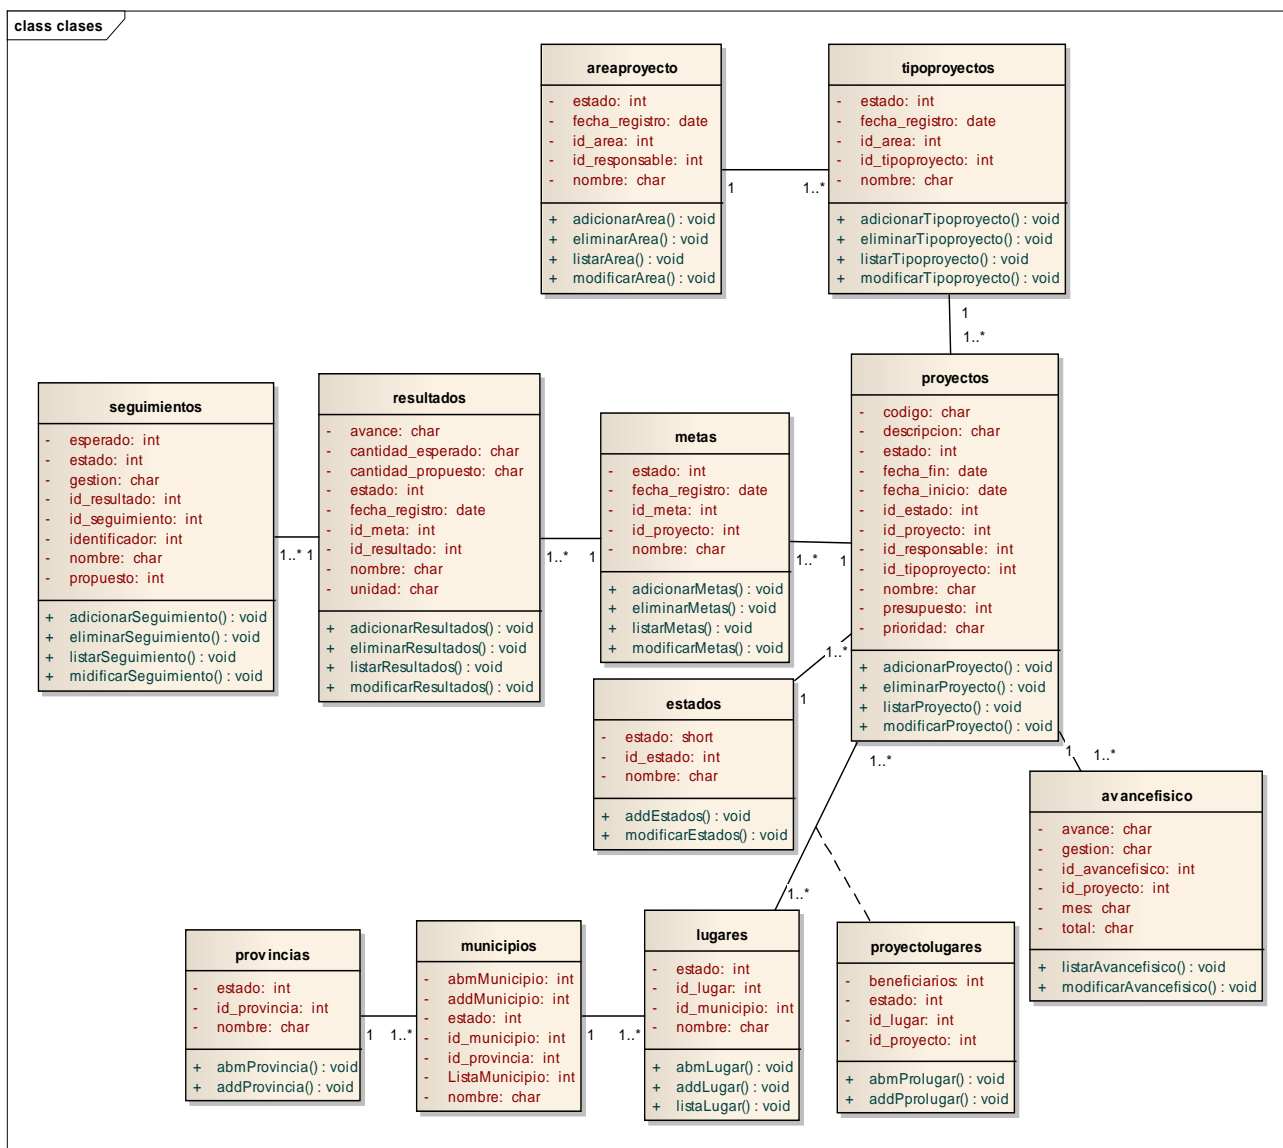 class clases
areaproyecto
- estado: int
- fecha_registro: date
- id_area: int
- id_responsable: int
- nombre: char
+ adicionarArea() : void
+ eliminarArea() : void
+ listarArea() : void
+ modificarArea() : void
tipoproyectos
- estado: int
- fecha_registro: date
- id_area: int
- id_tipoproyecto: int
- nombre: char
+ adicionarTipoproyecto() : void
+ eliminarTipoproyecto() : void
+ listarTipoproyecto() : void
+ modificarTipoproyecto() : void
1
1..*
1
1..*
seguimientos
- esperado: int
- estado: int
- gestion: char
- id_resultado: int
- id_seguimiento: int
- identificador: int
- nombre: char
- propuesto: int
+ adicionarSeguimiento() : void
+ eliminarSeguimiento() : void
+ listarSeguimiento() : void
+ midificarSeguimiento() : void
1..*
1
resultados
- avance: char
- cantidad_esperado: char
- cantidad_propuesto: char
- estado: int
- fecha_registro: date
- id_meta: int
- id_resultado: int
- nombre: char
- unidad: char
+ adicionarResultados() : void
+ eliminarResultados() : void
+ listarResultados() : void
+ modificarResultados() : void
1..*
1
metas
- estado: int
- fecha_registro: date
- id_meta: int
- id_proyecto: int
- nombre: char
+ adicionarMetas() : void
+ eliminarMetas() : void
+ listarMetas() : void
+ modificarMetas() : void
1..*
1
proyectos
- codigo: char
- descripcion: char
- estado: int
- fecha_fin: date
- fecha_inicio: date
- id_estado: int
- id_proyecto: int
- id_responsable: int
- id_tipoproyecto: int
- nombre: char
- presupuesto: int
- prioridad: char
+ adicionarProyecto() : void
+ eliminarProyecto() : void
+ listarProyecto() : void
+ modificarProyecto() : void
1..*
1
estados
- estado: short
- id_estado: int
- nombre: char
+ addEstados() : void
+ modificarEstados() : void
1
1..*
1..*
1..*
avancefisico
- avance: char
- gestion: char
- id_avancefisico: int
- id_proyecto: int
- mes: char
- total: char
+ listarAvancefisico() : void
+ modificarAvancefisico() : void
provincias
- estado: int
- id_provincia: int
- nombre: char
+ abmProvincia() : void
+ addProvincia() : void
1
1..*
municipios
- abmMunicipio: int
- addMunicipio: int
- estado: int
- id_municipio: int
- id_provincia: int
- ListaMunicipio: int
- nombre: char
1
1..*
lugares
- estado: int
- id_lugar: int
- id_municipio: int
- nombre: char
+ abmLugar() : void
+ addLugar() : void
+ listaLugar() : void
proyectolugares
- beneficiarios: int
- estado: int
- id_lugar: int
- id_proyecto: int
+ abmProlugar() : void
+ addPprolugar() : void